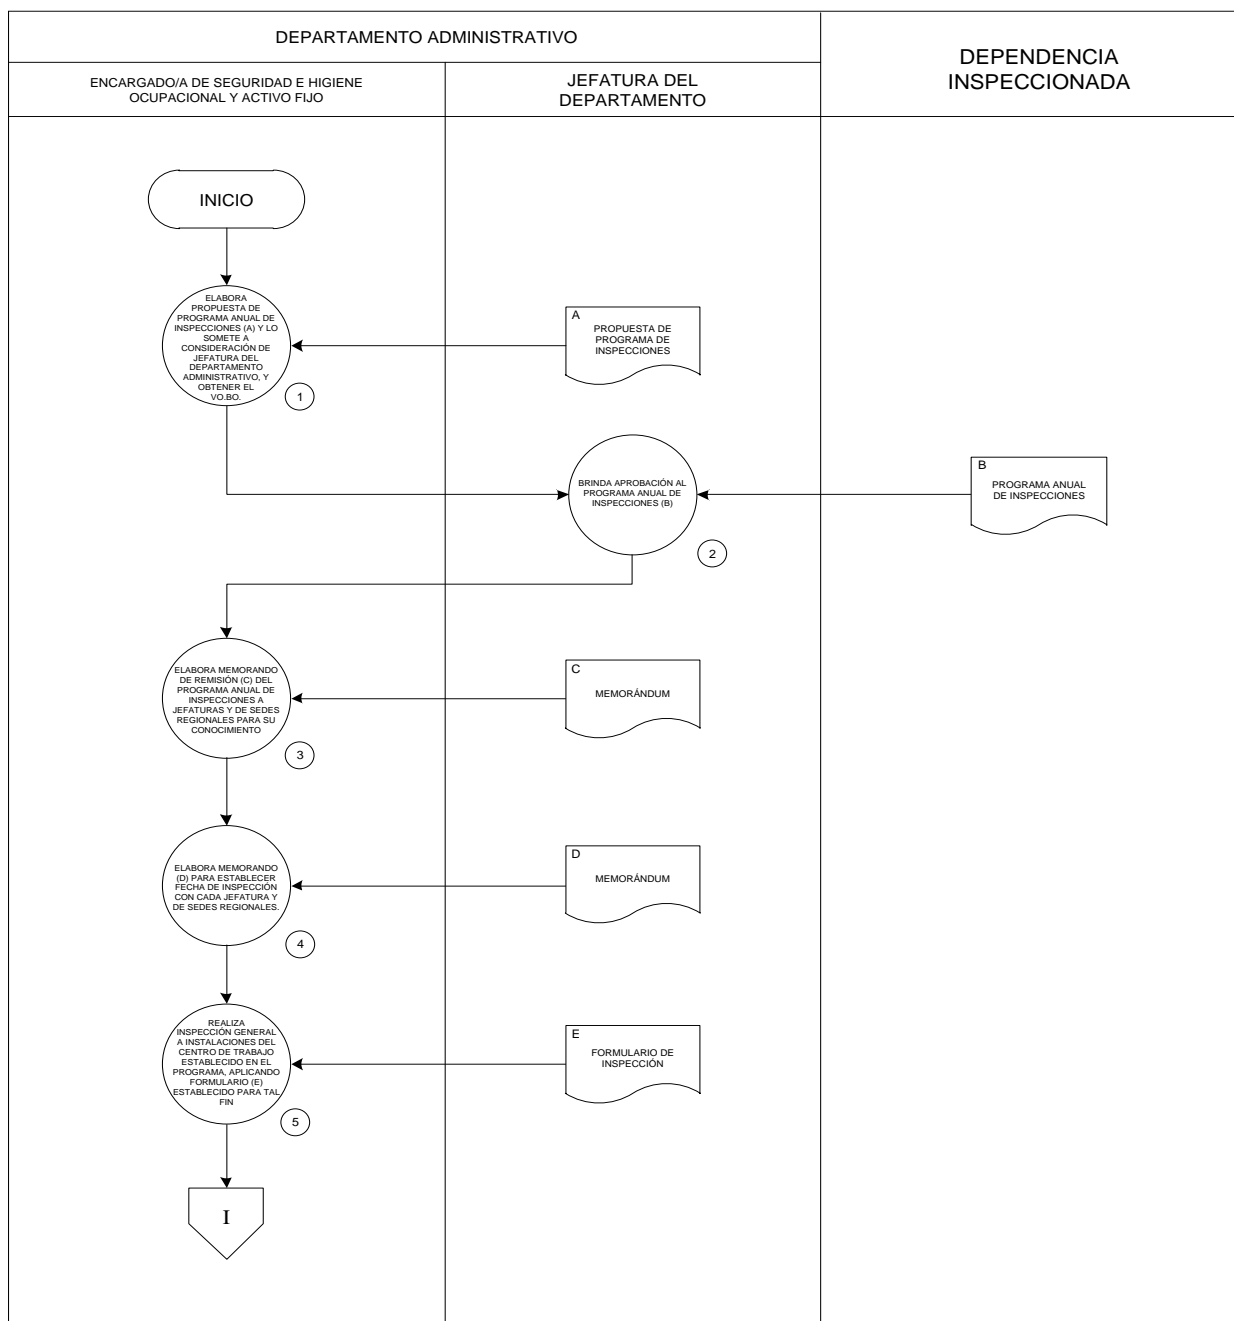 DEPARTAMENTO ADMINISTRATIVO
DEPENDENCIA
INSPECCIONADA
ENCARGADO/A DE SEGURIDAD E HIGIENE
OCUPACIONAL Y ACTIVO FIJO
JEFATURA DEL
DEPARTAMENTO
INICIO
ELABORA
PROPUESTA DE
PROGRAMA ANUAL DE
INSPECCIONES (A) Y LO
SOMETE A
CONSIDERACIÓN DE
JEFATURA DEL
DEPARTAMENTO
ADMINISTRATIVO, Y
OBTENER EL
VO.BO.
1
A
PROPUESTA DE
PROGRAMA DE
INSPECCIONES
BRINDA APROBACIÓN AL
PROGRAMA ANUAL DE
INSPECCIONES (B)
2
B
PROGRAMA ANUAL
DE INSPECCIONES
ELABORA MEMORANDO
DE REMISIÓN (C) DEL
PROGRAMA ANUAL DE
INSPECCIONES A
JEFATURAS Y DE SEDES
REGIONALES PARA SU
CONOCIMIENTO
3
C
MEMORÁNDUM
ELABORA MEMORANDO
(D) PARA ESTABLECER
FECHA DE INSPECCIÓN
CON CADA JEFATURA Y
DE SEDES REGIONALES.
4
D
MEMORÁNDUM
REALIZA
INSPECCIÓN GENERAL
A INSTALACIONES DEL
CENTRO DE TRABAJO
ESTABLECIDO EN EL
PROGRAMA, APLICANDO
FORMULARIO (E)
ESTABLECIDO PARA TAL
FIN
5
E
FORMULARIO DE
INSPECCIÓN
I